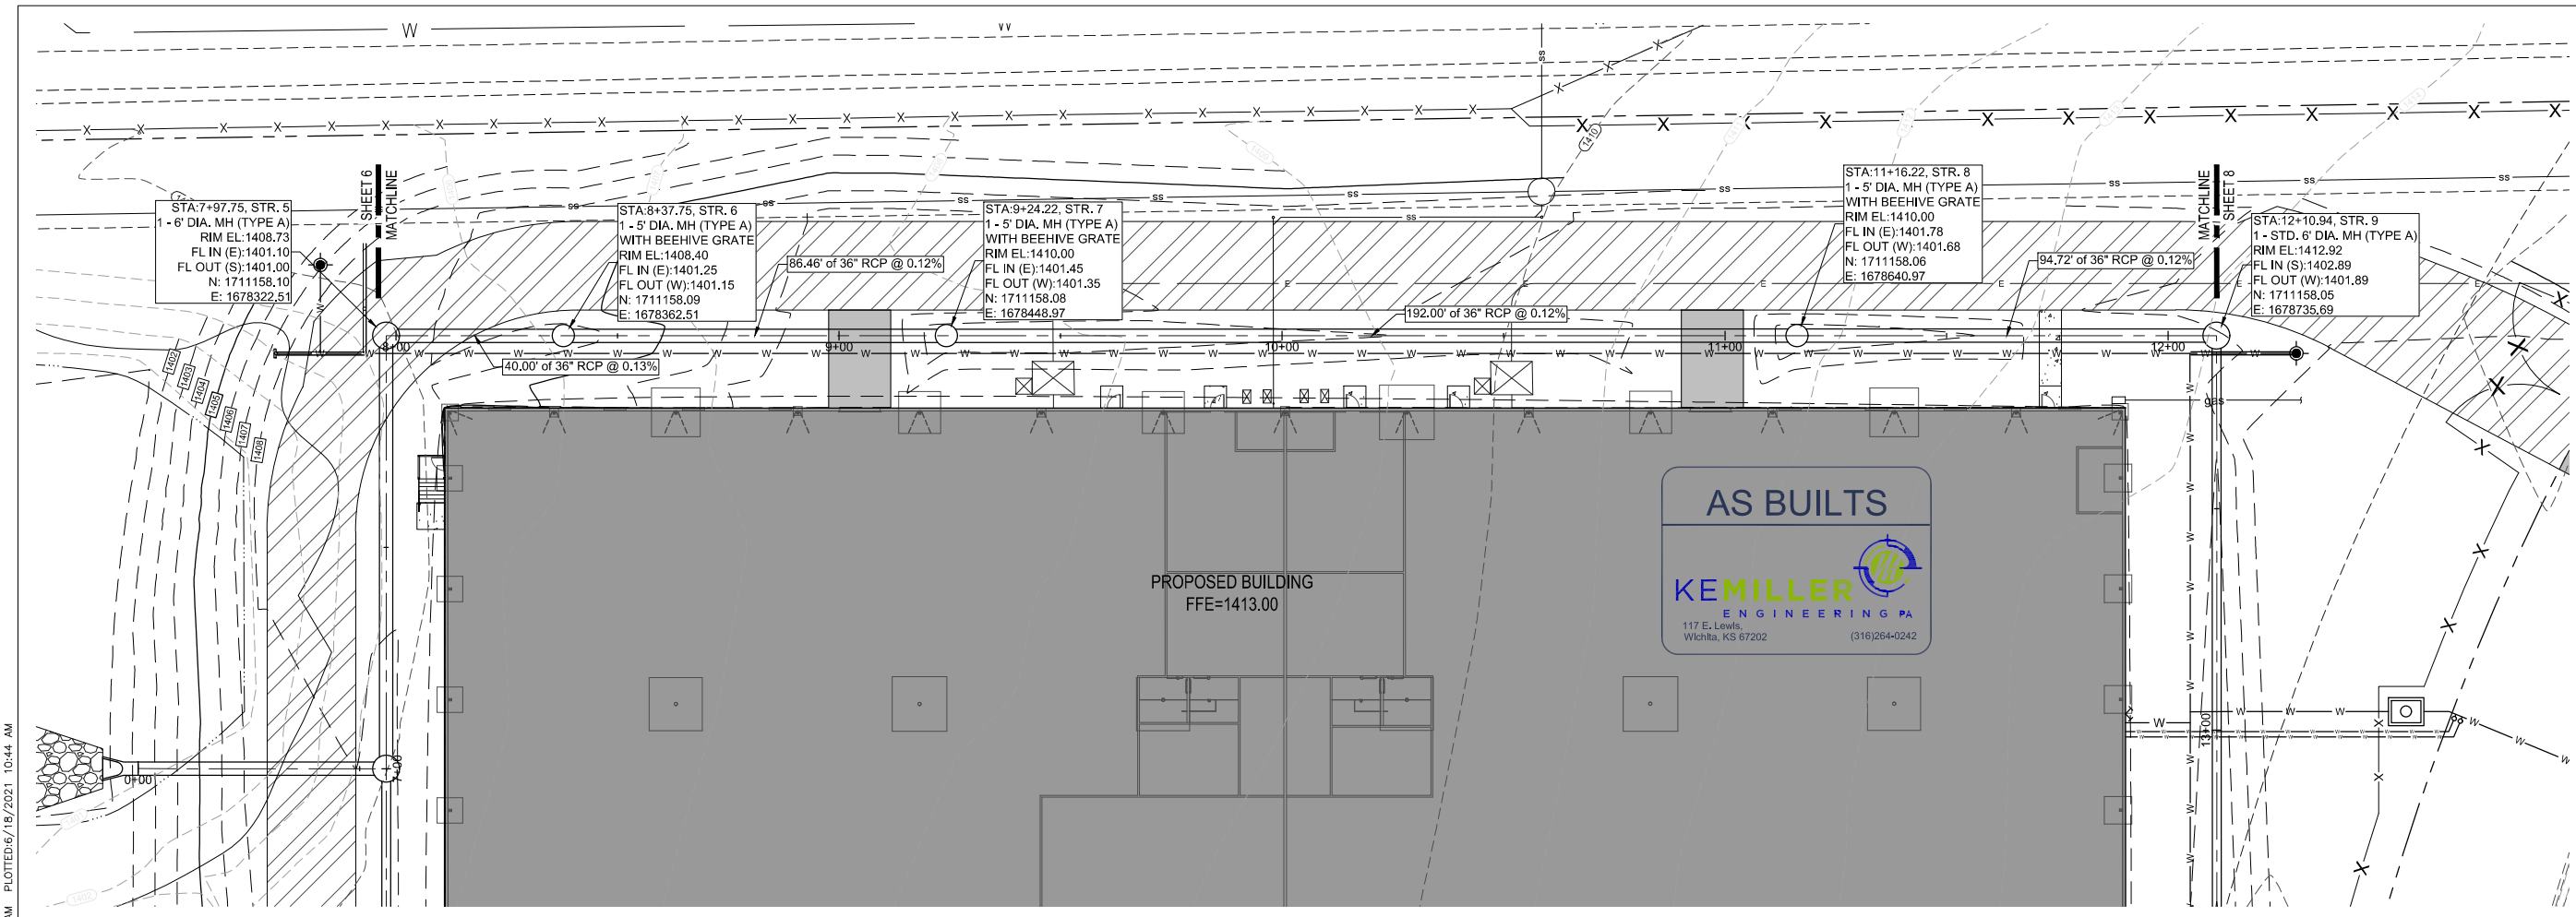 W
W
SHEET 6
MATCHLINE
MATCHLINE
SHEET 8
STA:7+97.75, STR. 5
1 - 6' DIA. MH (TYPE A)
RIM EL:1408.73
FL IN (E):1401.10
FL OUT (S):1401.00
N: 1711158.10
E: 1678322.51
STA:8+37.75, STR. 6
1 - 5' DIA. MH (TYPE A)
WITH BEEHIVE GRATE
RIM EL:1408.40
FL IN (E):1401.25
FL OUT (W):1401.15
N: 1711158.09
E: 1678362.51
86.46' of 36" RCP @ 0.12%
STA:9+24.22, STR. 7
1 - 5' DIA. MH (TYPE A)
WITH BEEHIVE GRATE
RIM EL:1410.00
FL IN (E):1401.45
FL OUT (W):1401.35
N: 1711158.08
E: 1678448.97
192.00' of 36" RCP @ 0.12%
STA:11+16.22, STR. 8
1 - 5' DIA. MH (TYPE A)
WITH BEEHIVE GRATE
RIM EL:1410.00
FL IN (E):1401.78
FL OUT (W):1401.68
N: 1711158.06
E: 1678640.97
94.72' of 36" RCP @ 0.12%
STA:12+10.94, STR. 9
1 - STD. 6' DIA. MH (TYPE A)
RIM EL:1412.92
FL IN (S):1402.89
FL OUT (W):1401.89
N: 1711158.05
E: 1678735.69
40.00' of 36" RCP @ 0.13%
8+00
9+00
10+00
11+00
12+00
1410
1402
1403
1404
1405
1406
1407
1408
gas
PROPOSED BUILDING
FFE=1413.00
AS BUILTS
KEMILLER
ENGINEERING PA
117 E. Lewis,
Wichita, KS 67202
(316)264-0242
0+00
7+00
13+00
1402
PLOTTED:6/18/2021 10:44 AM